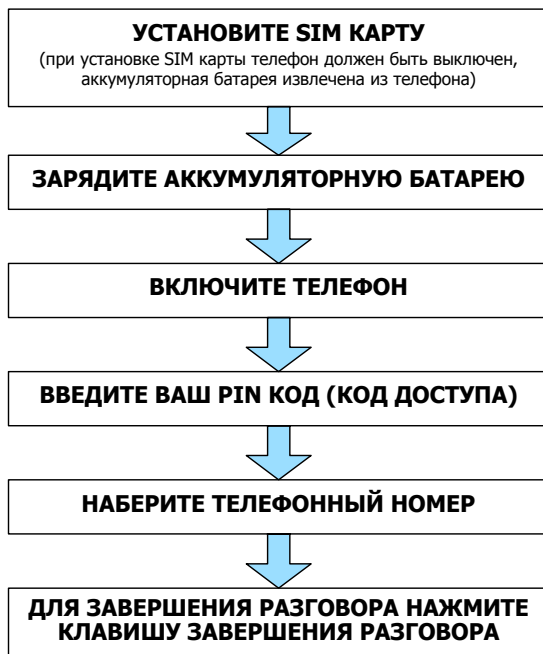 УСТАНОВИТЕ SIM КАРТУ
(при установке SIM карты телефон должен быть выключен,
аккумуляторная батарея извлечена из телефона)
ЗАРЯДИТЕ АККУМУЛЯТОРНУЮ БАТАРЕЮ
ВКЛЮЧИТЕ ТЕЛЕФОН
ВВЕДИТЕ ВАШ PIN КОД (КОД ДОСТУПА)
НАБЕРИТЕ ТЕЛЕФОННЫЙ НОМЕР
ДЛЯ ЗАВЕРШЕНИЯ РАЗГОВОРА НАЖМИТЕ
КЛАВИШУ ЗАВЕРШЕНИЯ РАЗГОВОРА